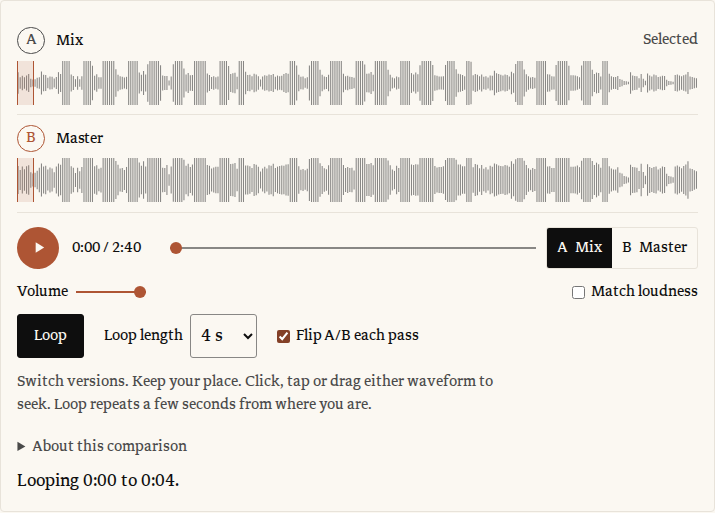 A Mix Selected
B Master
0:00 / 2:40 A Mix B Master
Volume Match loudness
Loop Loop length 4 s Flip A/B each pass
Switch versions. Keep your place. Click, tap or drag either waveform to
seek. Loop repeats a few seconds from where you are.
About this comparison
Looping 0:00 to 0:04.